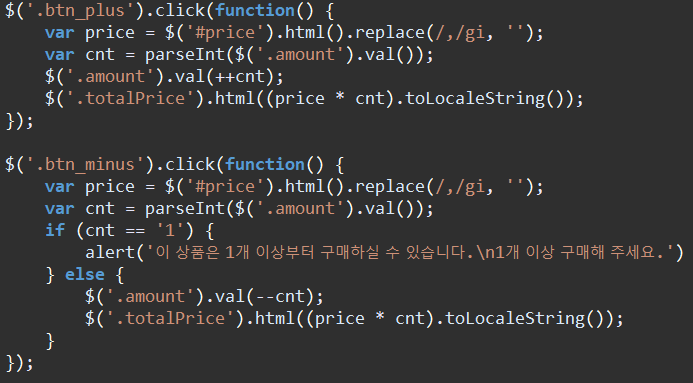 $('.btn_plus').click(function() {
    var price = $('#price').html().replace(/,/gi, '');
    var cnt = parseInt($('.amount').val());
    $('.amount').val(++cnt);
    $('.totalPrice').html((price * cnt).toLocaleString());
});

$('.btn_minus').click(function() {
    var price = $('#price').html().replace(/,/gi, '');
    var cnt = parseInt($('.amount').val());
    if (cnt == '1') {
        alert('이 상품은 1개 이상부터 구매하실 수 있습니다.\n1개 이상 구매해 주세요.')
    } else {
        $('.amount').val(--cnt);
        $('.totalPrice').html((price * cnt).toLocaleString());
    }
});